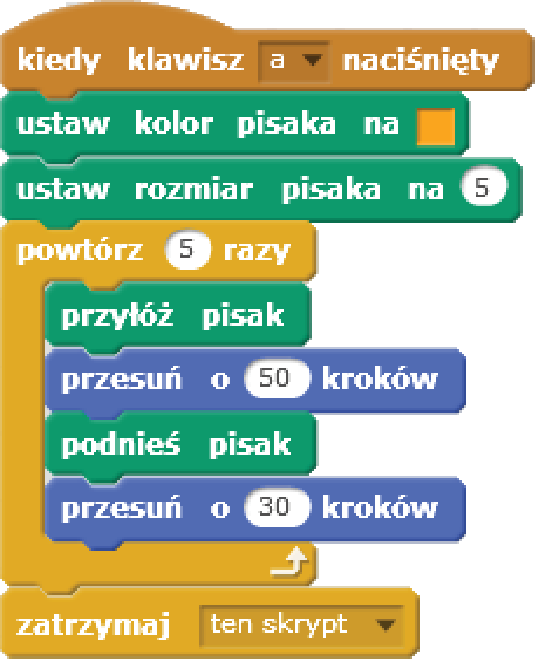 kiedy klawisz a naciśnięty
ustaw kolor pisaka na
ustaw rozmiar pisaka na 5
powtórz 5 razy
przyłóż pisak
przesuń o 50 kroków
podnieś pisak
przesuń o 30 kroków
zatrzymaj ten skrypt